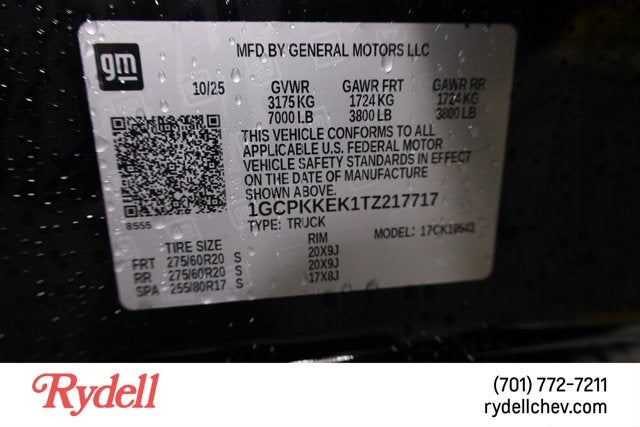 gm
MFD. BY GENERAL MOTORS LLC
10/25 GVWR GAWR FRT GAWR RR
3175 KG 1724 KG 1724 KG
7000 LB 3800 LB 3800 LB
THIS VEHICLE CONFORMS TO ALL
APPLICABLE U.S. FEDERAL MOTOR
VEHICLE SAFETY STANDARDS IN EFFECT
ON THE DATE OF MANUFACTURE
SHOWN ABOVE.
1GCPKKEK1TZ217717
8555
TYPE: TRUCK MODEL: 17CK10543
TIRE SIZE RIM
FRT 275/60R20 S 20X9J
RR 275/60R20 S 20X9J
SPA 255/80R17 S 17X8J
Rydell
(701) 772-7211
rydellchev.com